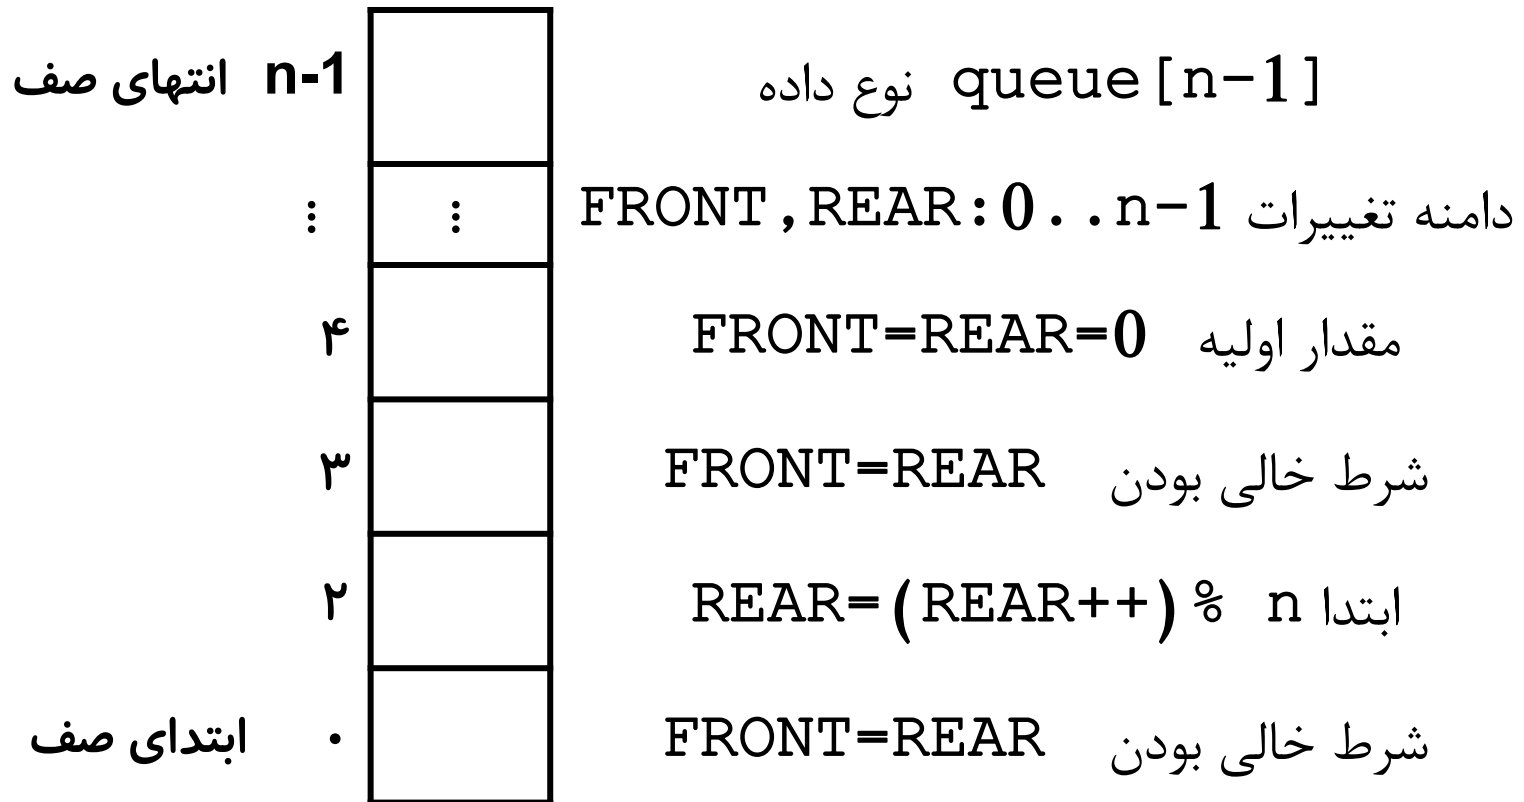 n-1 انتهای صف
⋮ ⋮
۴
۳
۲
۰ ابتدای صف
نوع داده queue[n-1]
دامنه تغییرات FRONT,REAR:0..n-1
مقدار اولیه FRONT=REAR=0
شرط خالی بودن FRONT=REAR
ابتدا REAR=(REAR++)% n
شرط خالی بودن FRONT=REAR